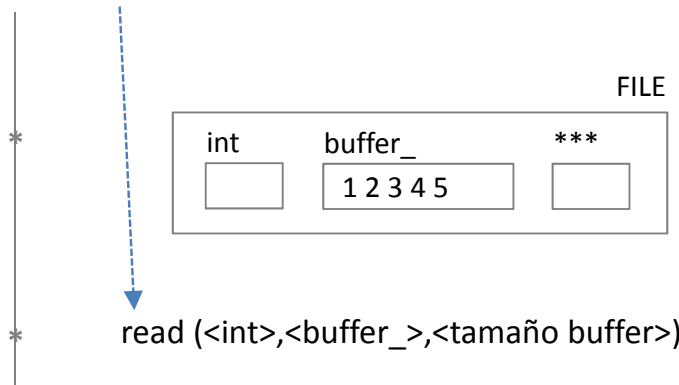 FILE
* int buffer_ ***
1 2 3 4 5
* read (<int>,<buffer_>,<tamaño buffer>)